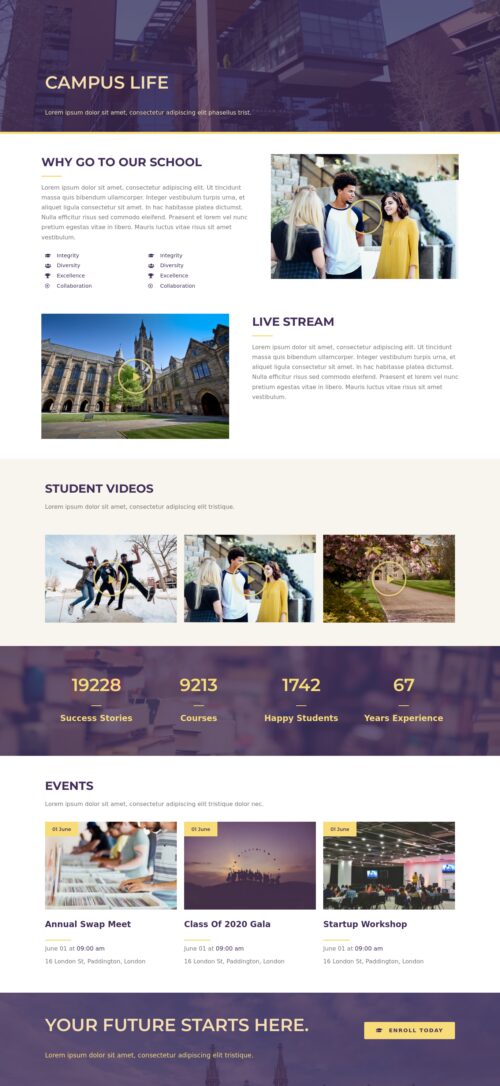 CAMPUS LIFE
Lorem ipsum dolor sit amet, consectetur adipiscing elit phasellus trist.
WHY GO TO OUR SCHOOL
Lorem ipsum dolor sit amet, consectetur adipiscing elit. Nunc tincidunt
massa quis bibendum ullamcorper. Integer vestibulum turpis vitae, et
aliquet ligula consectetur sit amet. In hac habitasse platea dictumst.
Nulla efficitur risus sed commodo eleifend. Praesent et lorem vel nunc
pretium egestas vitae in libero. Mauris luctus vitae risus sit amet
vestibulum.
Integrity
Diversity
Excellence
Collaboration
Integrity
Diversity
Excellence
Collaboration
LIVE STREAM
Lorem ipsum dolor sit amet, consectetur adipiscing elit. Nunc tincidunt
massa quis bibendum ullamcorper. Integer vestibulum turpis vitae, et
aliquet ligula consectetur sit amet. In hac habitasse platea dictumst.
Nulla efficitur risus sed commodo eleifend. Praesent et lorem vel nunc
pretium egestas vitae in libero. Mauris luctus vitae risus sit amet
vestibulum.
STUDENT VIDEOS
Lorem ipsum dolor sit amet, consectetur adipiscing elit tristique.
19228
Success Stories
9213
Courses
1742
Happy Students
67
Years Experience
EVENTS
Lorem ipsum dolor sit amet, consectetur adipiscing elit tristique dolor nec.
01 June
Annual Swap Meet
June 01 at 09:00 am
16 London St, Paddington, London
01 June
Class Of 2020 Gala
June 01 at 09:00 am
16 London St, Paddington, London
01 June
Startup Workshop
June 01 at 09:00 am
16 London St, Paddington, London
YOUR FUTURE STARTS HERE.
Lorem ipsum dolor sit amet, consectetur adipiscing elit tristique.
ENROLL TODAY